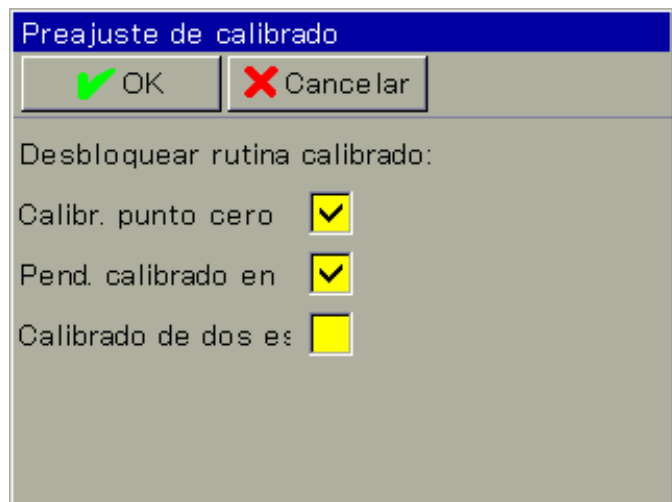 Preajuste de calibrado
OK Cancelar
Desbloquear rutina calibrado:
Calibr. punto cero
Pend. calibrado en
Calibrado de dos es